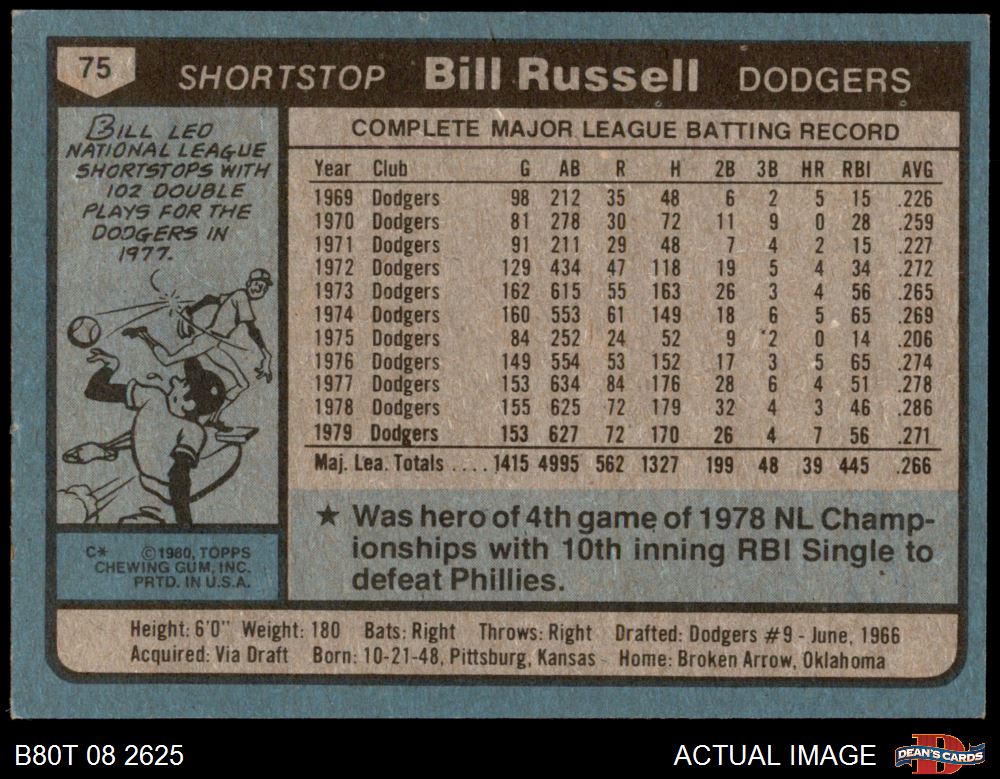 75 SHORTSTOP Bill Russell DODGERS
BILL LED
NATIONAL LEAGUE
SHORTSTOPS WITH
102 DOUBLE
PLAYS FOR THE
DODGERS IN
1977.
COMPLETE MAJOR LEAGUE BATTING RECORD
Year Club G AB R H 2B 3B HR RBI AVG
1969 Dodgers 98 212 35 48 6 2 5 15 .226
1970 Dodgers 81 278 30 72 11 9 0 28 .259
1971 Dodgers 91 211 29 48 7 4 2 15 .227
1972 Dodgers 129 434 47 118 19 5 4 34 .272
1973 Dodgers 162 615 55 163 26 3 4 56 .265
1974 Dodgers 160 553 61 149 18 6 5 65 .269
1975 Dodgers 84 252 24 52 9 2 0 14 .206
1976 Dodgers 149 554 53 152 17 3 5 65 .274
1977 Dodgers 153 634 84 176 28 6 4 51 .278
1978 Dodgers 155 625 72 179 32 4 3 46 .286
1979 Dodgers 153 627 72 170 26 4 7 56 .271
Maj. Lea. Totals .... 1415 4995 562 1327 199 48 39 445 .266
★ Was hero of 4th game of 1978 NL Champ-
ionships with 10th inning RBI Single to
defeat Phillies.
C* ©1980, TOPPS
CHEWING GUM, INC.
PRTD. IN U.S.A.
Height: 6'0" Weight: 180 Bats: Right Throws: Right Drafted: Dodgers #9 - June, 1966
Acquired: Via Draft Born: 10-21-48, Pittsburg, Kansas Home: Broken Arrow, Oklahoma
B80T 08 2625 ACTUAL IMAGE D DEAN'S CARDS